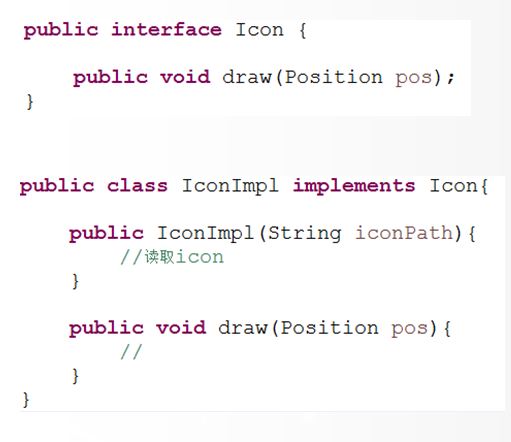 public interface Icon {
public void draw(Position pos);
}
public class IconImpl implements Icon{
public IconImpl(String iconPath){
//读取icon
}
public void draw(Position pos){
//
}
}